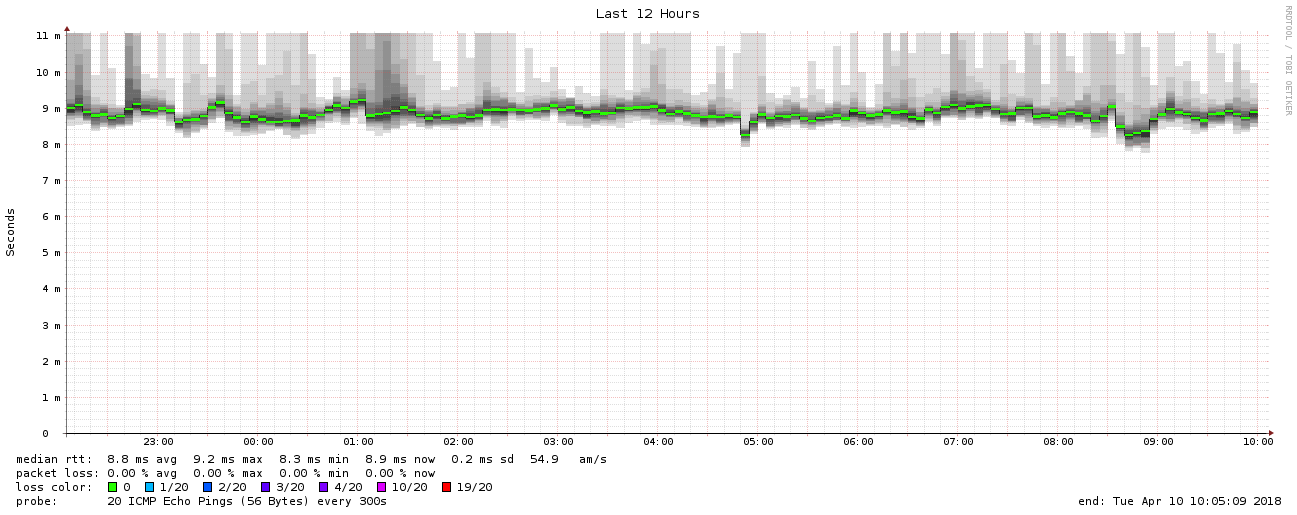 Last 12 Hours
RRDTOOL / TOBI OETIKER
Seconds
11 m
10 m
9 m
8 m
7 m
6 m
5 m
4 m
3 m
2 m
1 m
0
23:00 00:00 01:00 02:00 03:00 04:00 05:00 06:00 07:00 08:00 09:00 10:00
median rtt: 8.8 ms avg 9.2 ms max 8.3 ms min 8.9 ms now 0.2 ms sd 54.9 am/s
packet loss: 0.00 % avg 0.00 % max 0.00 % min 0.00 % now
loss color: 0 1/20 2/20 3/20 4/20 10/20 19/20
probe: 20 ICMP Echo Pings (56 Bytes) every 300s end: Tue Apr 10 10:05:09 2018